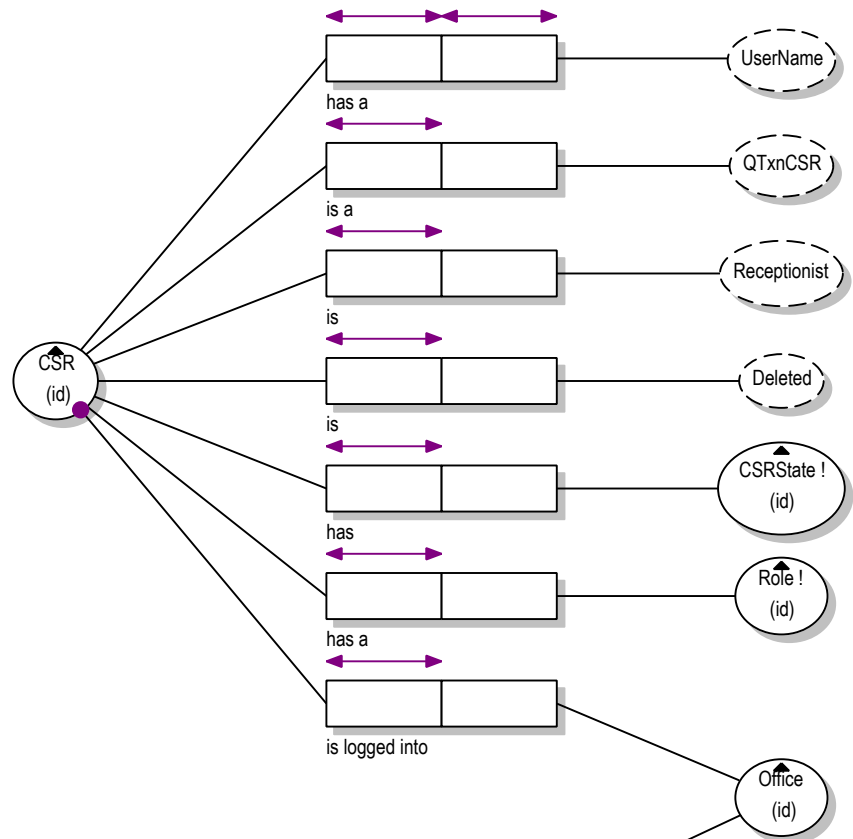 UserName
has a
QTxnCSR
is a
Receptionist
is
CSR
(id)
Deleted
is
CSRState !
(id)
has
Role !
(id)
has a
is logged into
Office
(id)